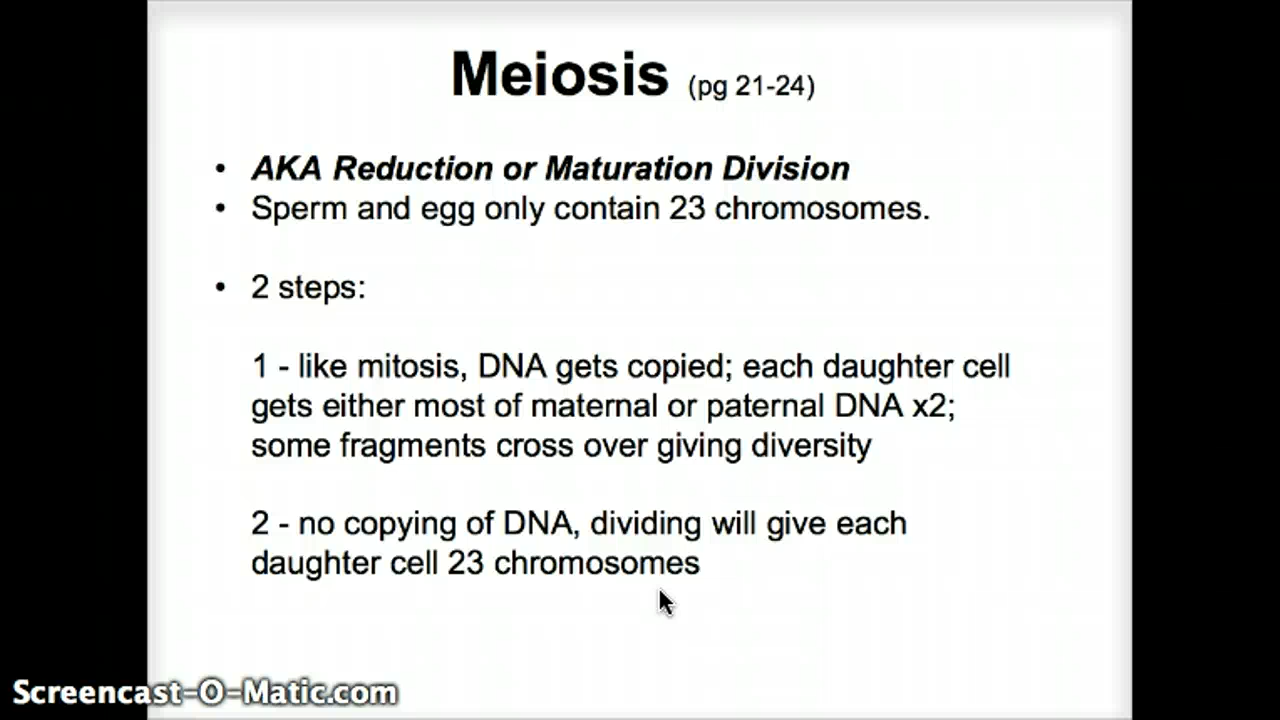 Meiosis (pg 21-24)
• AKA Reduction or Maturation Division
• Sperm and egg only contain 23 chromosomes.
• 2 steps:
1 - like mitosis, DNA gets copied; each daughter cell
gets either most of maternal or paternal DNA x2;
some fragments cross over giving diversity
2 - no copying of DNA, dividing will give each
daughter cell 23 chromosomes
Screencast-O-Matic.com